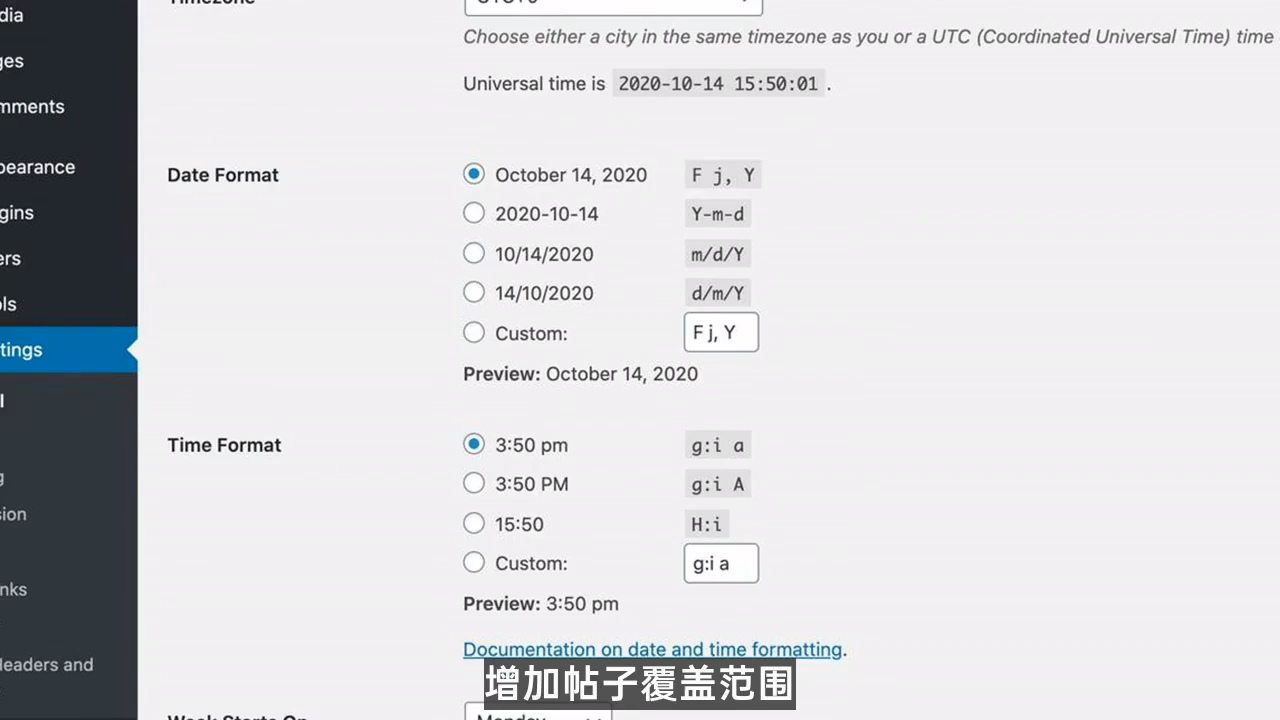 Timezone
Choose either a city in the same timezone as you or a UTC (Coordinated Universal Time) time
Universal time is 2020-10-14 15:50:01 .
Date Format
October 14, 2020 F j, Y
2020-10-14 Y-m-d
10/14/2020 m/d/Y
14/10/2020 d/m/Y
Custom: F j, Y
Preview: October 14, 2020
Time Format
3:50 pm g:i a
3:50 PM g:i A
15:50 H:i
Custom: g:i a
Preview: 3:50 pm
Documentation on date and time formatting.
Week Starts On Monday
dia
ges
mments
pearance
gins
ers
ols
tings
l
g
sion
nks
leaders and
增加帖子覆盖范围